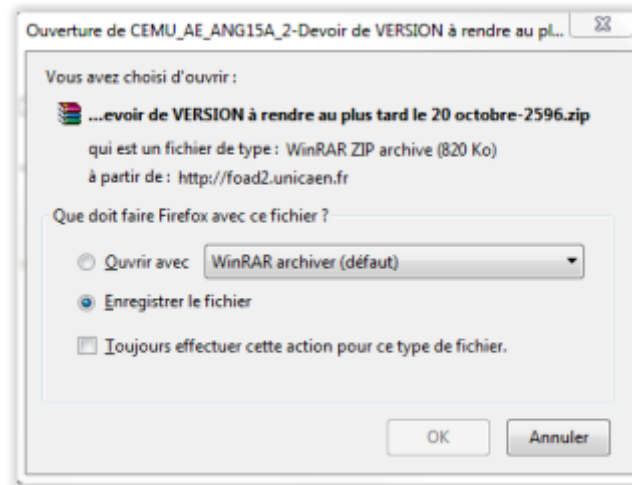 Ouverture de CEMU_AE_ANG15A_2-Devoir de VERSION à rendre au pl...
Vous avez choisi d'ouvrir :
...evoir de VERSION à rendre au plus tard le 20 octobre-2596.zip
qui est un fichier de type : WinRAR ZIP archive (820 Ko)
à partir de : http://foad2.unicaen.fr
Que doit faire Firefox avec ce fichier ?
Ouvrir avec WinRAR archiver (défaut)
Enregistrer le fichier
Toujours effectuer cette action pour ce type de fichier.
OK Annuler